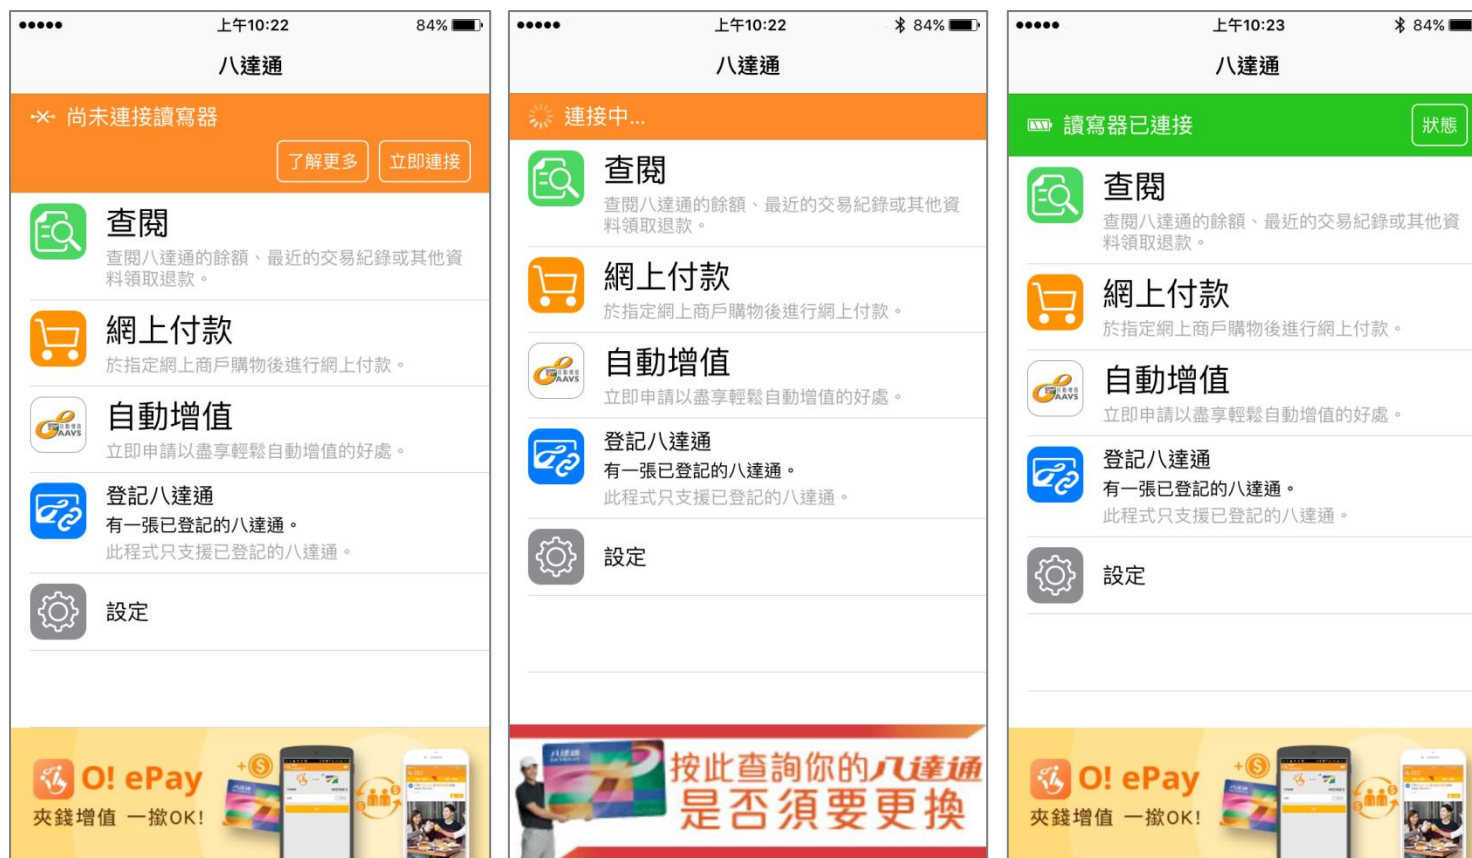 上午10:22
84%
八達通
尚未連接讀寫器
了解更多
立即連接
查閱
查閱八達通的餘額、最近的交易紀錄或其他資
料領取退款。
網上付款
於指定網上商戶購物後進行網上付款。
自動增值
AAVS
立即申請以盡享輕鬆自動增值的好處。
登記八達通
有一張已登記的八達通。
此程式只支援已登記的八達通。
設定
O! ePay
夾錢增值 一撳OK!
上午10:22
84%
八達通
連接中...
查閱
查閱八達通的餘額、最近的交易紀錄或其他資
料領取退款。
網上付款
於指定網上商戶購物後進行網上付款。
自動增值
AAVS
立即申請以盡享輕鬆自動增值的好處。
登記八達通
有一張已登記的八達通。
此程式只支援已登記的八達通。
設定
八達通
按此查詢你的八達通
是否須要更換
上午10:23
84%
八達通
讀寫器已連接
狀態
查閱
查閱八達通的餘額、最近的交易紀錄或其他資
料領取退款。
網上付款
於指定網上商戶購物後進行網上付款。
自動增值
AAVS
立即申請以盡享輕鬆自動增值的好處。
登記八達通
有一張已登記的八達通。
此程式只支援已登記的八達通。
設定
O! ePay
夾錢增值 一撳OK!